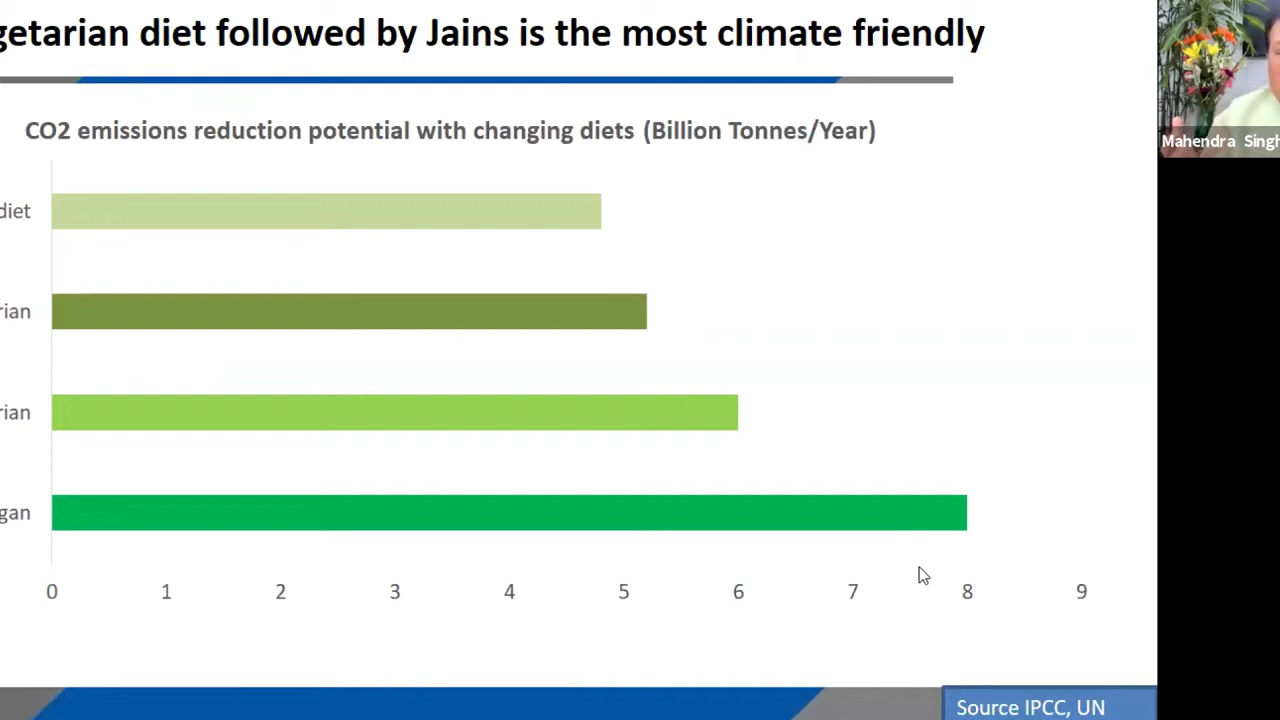 getarian diet followed by Jains is the most climate friendly
CO2 emissions reduction potential with changing diets (Billion Tonnes/Year)
diet
rian
rian
gan
0 1 2 3 4 5 6 7 8 9
Mahendra Singh
Source IPCC, UN